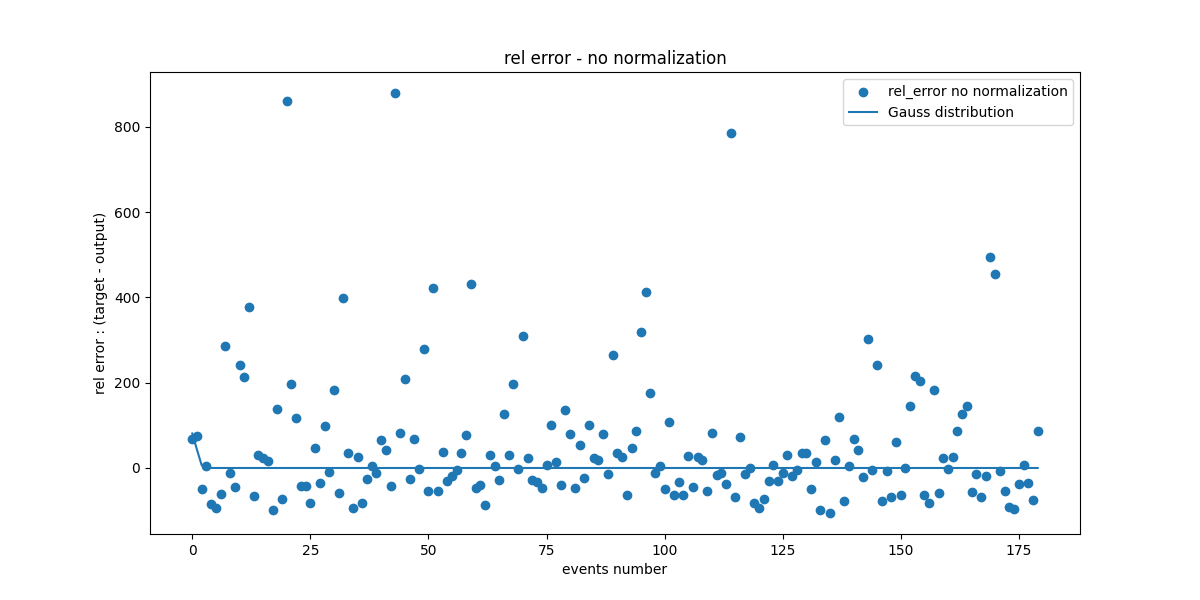 rel error - no normalization
rel_error no normalization
Gauss distribution
800
600
400
200
0
rel error : (target - output)
0 25 50 75 100 125 150 175
events number